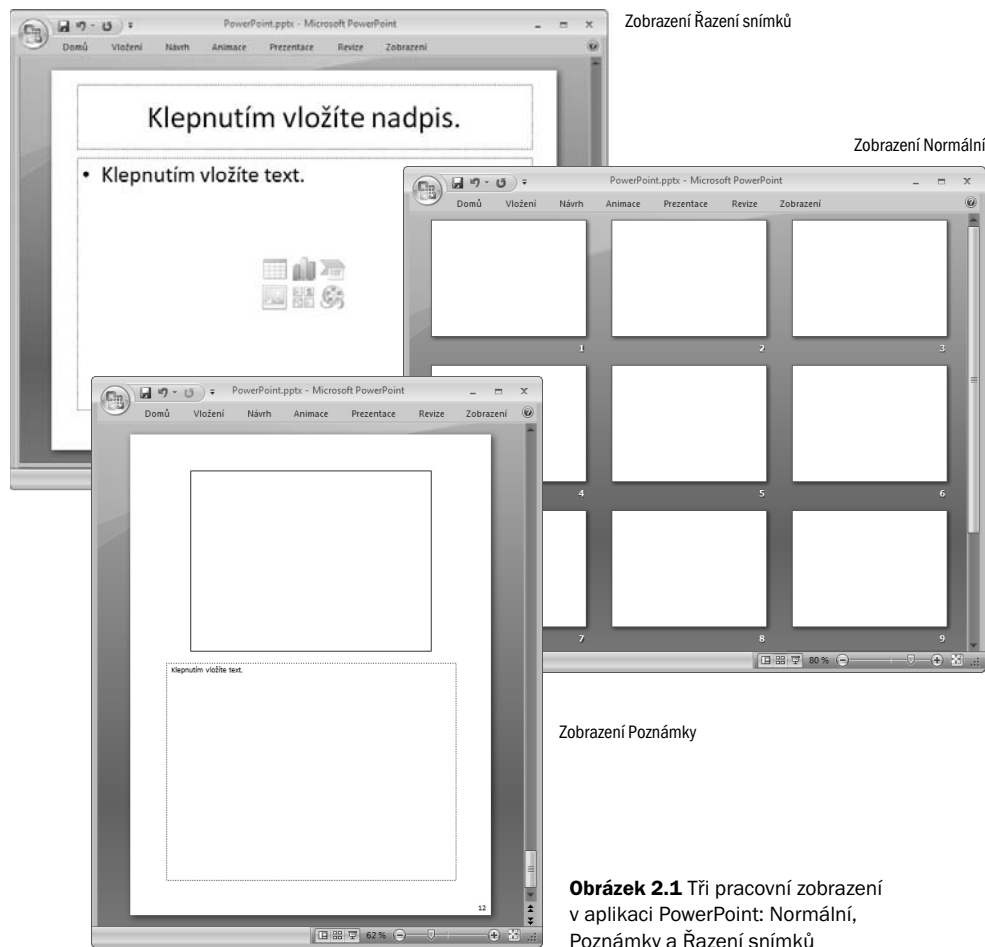 PowerPoint.pptx - Microsoft PowerPoint
Domů Vložení Návrh Animace Prezentace Revize Zobrazení
Klepnutím vložíte nadpis.
• Klepnutím vložíte text.
Zobrazení Řazení snímků
Zobrazení Normální
PowerPoint.pptx - Microsoft PowerPoint
Domů Vložení Návrh Animace Prezentace Revize Zobrazení
1 2 3
4 5 6
7 8 9
80 %
PowerPoint.pptx - Microsoft PowerPoint
Domů Vložení Návrh Animace Prezentace Revize Zobrazení
Klepnutím vložíte text.
12
62 %
Zobrazení Poznámky
Obrázek 2.1 Tři pracovní zobrazení
v aplikaci PowerPoint: Normální,
Poznámky a Řazení snímků